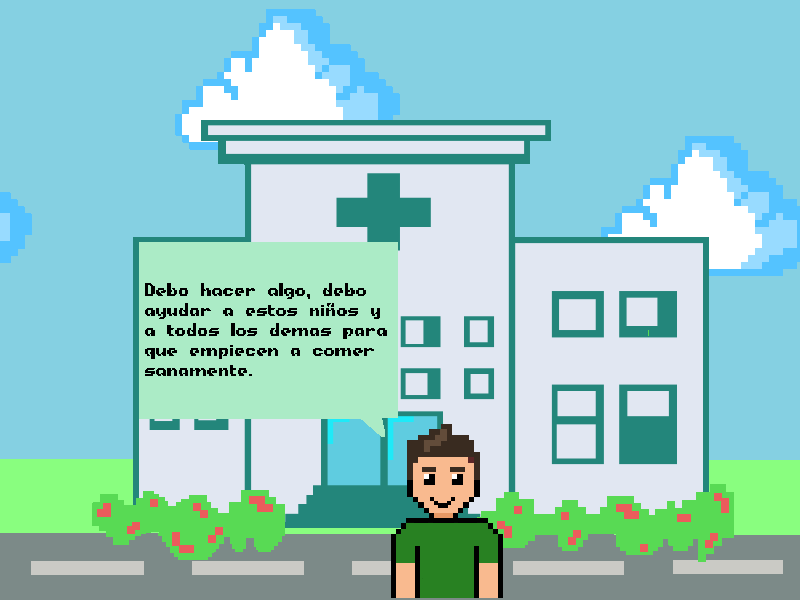 Debo hacer algo, debo
ayudar a estos niños y
a todos los demas para
que empiecen a comer
sanamente.